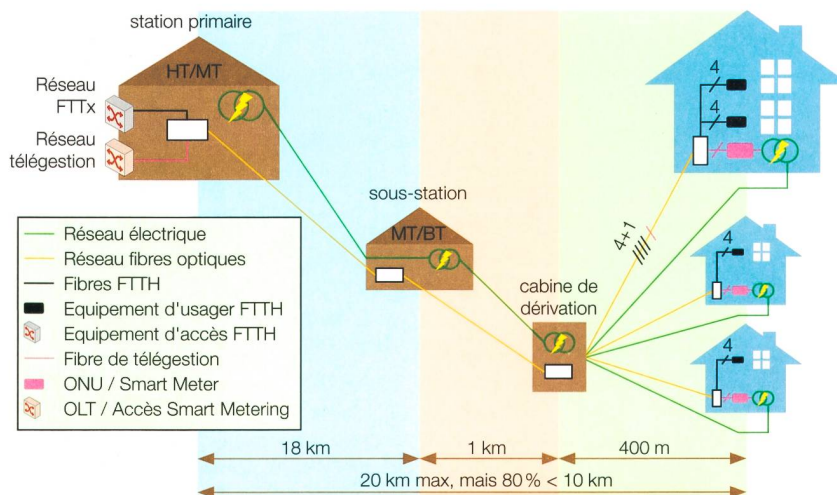 station primaire
HT/MT
Réseau
FTTx
Réseau
télégestion
sous-station
MT/BT
cabine de
dérivation
4
4
4+1
4
4
Réseau électrique
Réseau fibres optiques
Fibres FTTH
Equipement d'usager FTTH
Equipement d'accès FTTH
Fibre de télégestion
ONU / Smart Meter
OLT / Accès Smart Metering
18 km
1 km
400 m
20 km max, mais 80% < 10 km